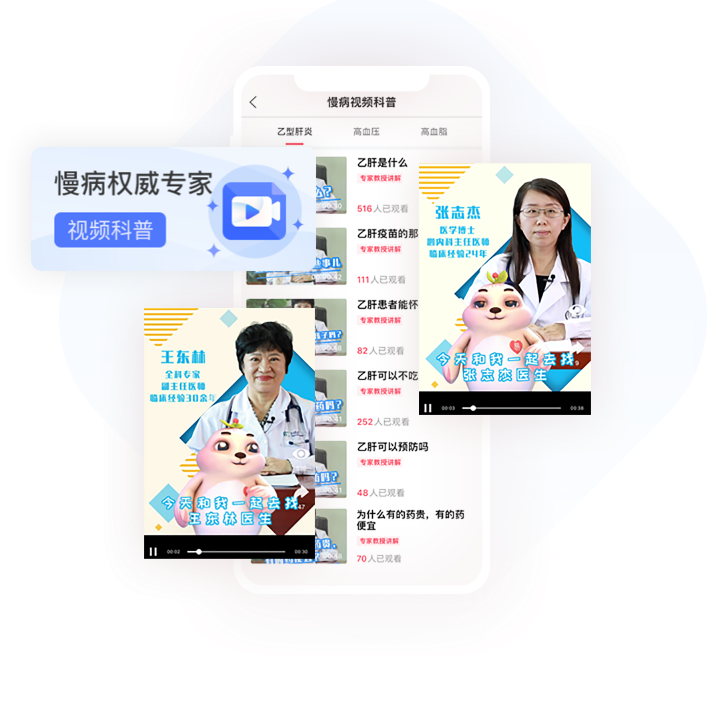 慢病视频科普
乙型肝炎
高血压
高血脂
慢病权威专家
视频科普
乙肝是什么
专家教授讲解
516人已观看
乙肝疫苗的那
专家教授讲解
111人已观看
乙肝患者能怀
专家教授讲解
82人已观看
乙肝可以不吃
专家教授讲解
252人已观看
乙肝可以预防吗
专家教授讲解
48人已观看
为什么有的药贵，有的药
便宜
专家教授讲解
70人已观看
张志杰
医学博士
肾内科主任医师
临床经验24年
今天和我一起去找
张志杰医生
00:03
00:38
王东林
全科专家
副主任医师
临床经验30余年
今天和我一起去找
王东林医生
00:02
00:30